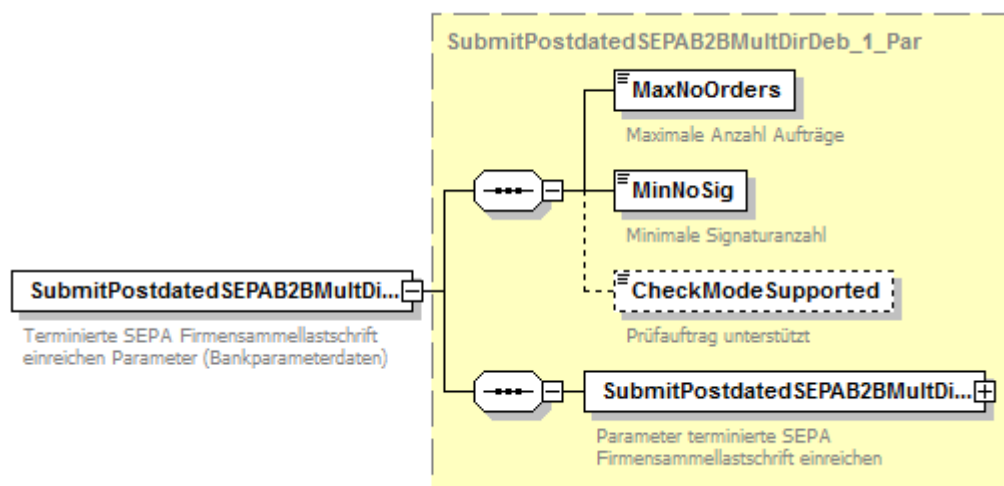 SubmitPostdatedSEPAB2BMultDirDeb_1_Par
MaxNoOrders
Maximale Anzahl Aufträge
MinNoSig
Minimale Signaturanzahl
SubmitPostdatedSEPAB2BMultDi...
Terminierte SEPA Firmensammellastschrift
einreichen Parameter (Bankparameterdaten)
CheckModeSupported
Prüfauftrag unterstützt
SubmitPostdatedSEPAB2BMultDi...
Parameter terminierte SEPA
Firmensammellastschrift einreichen